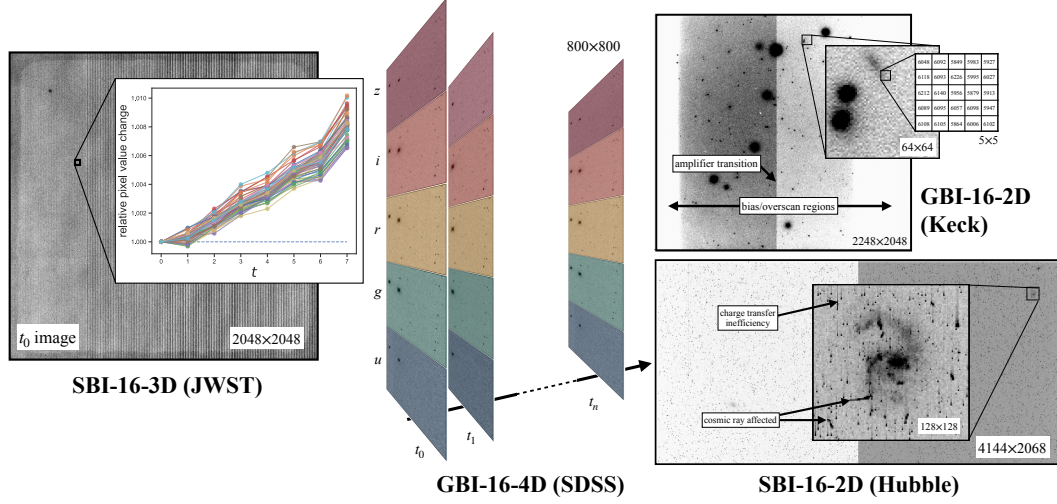 relative pixel value change
1.010
1.008
1.006
1.004
1.002
1.000
0 1 2 3 4 5 6 7
t
t0 image
2048×2048
SBI-16-3D (JWST)
800×800
z
i
r
g
u
t0
t1
tn
GBI-16-4D (SDSS)
6048 6092 5849 5983 5927
6118 6093 6226 5995 6027
6212 6140 5956 5879 5913
6089 6095 6057 6098 5947
6108 6105 5864 6006 6102
64×64
5×5
amplifier transition
bias/overscan regions
2248×2048
GBI-16-2D
(Keck)
charge transfer
inefficiency
cosmic ray affected
128×128
4144×2068
SBI-16-2D (Hubble)